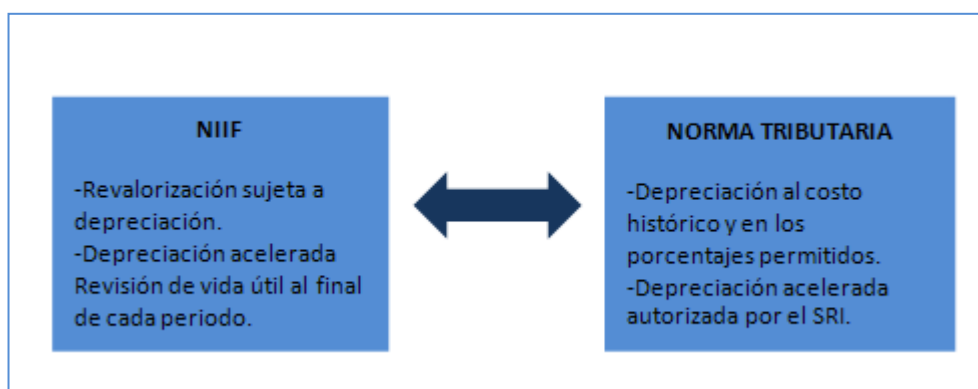 NIIF
-Revalorización sujeta a
depreciación.
-Depreciación acelerada
Revisión de vida útil al final
de cada periodo.
NORMA TRIBUTARIA
-Depreciación al costo
histórico y en los
porcentajes permitidos.
-Depreciación acelerada
autorizada por el SRI.